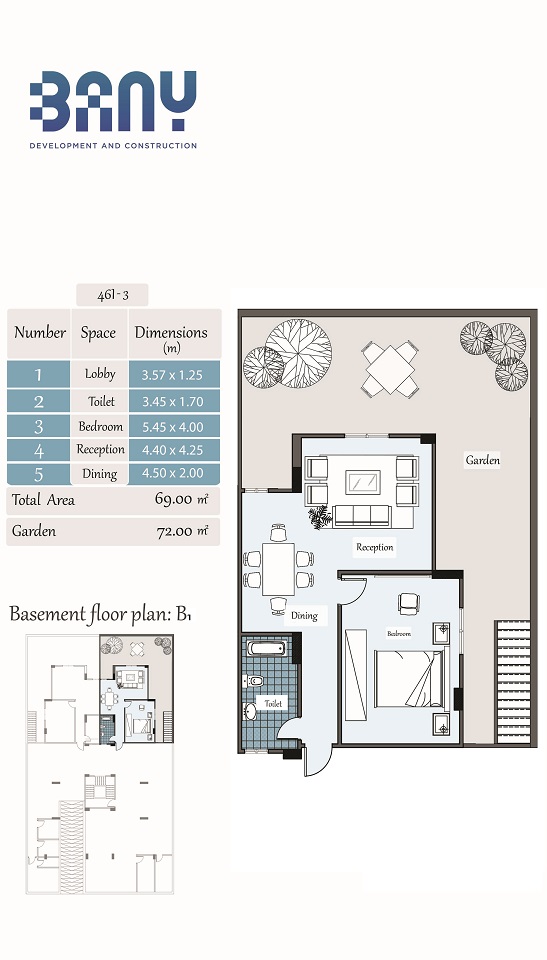 BANY
DEVELOPMENT AND CONSTRUCTION
461-3
Number Space Dimensions (m)
1 Lobby 3.57 x 1.25
2 Toilet 3.45 x 1.70
3 Bedroom 5.45 x 4.00
4 Reception 4.40 x 4.25
5 Dining 4.50 x 2.00
Total Area 69.00 m²
Garden 72.00 m²
Basement floor plan: B1
Garden
Reception
Dining
Bedroom
Toilet